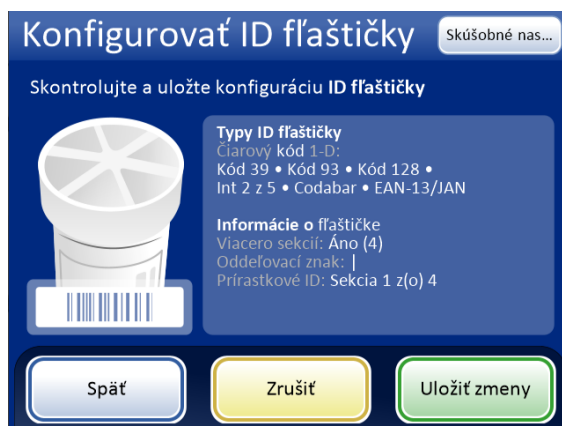 Konfigurovať ID fľaštičky
Skúšobné nas...
Skontrolujte a uložte konfiguráciu ID fľaštičky
Typy ID fľaštičky
Čiarový kód 1-D:
Kód 39 • Kód 93 • Kód 128 •
Int 2 z 5 • Codabar • EAN-13/JAN
Informácie o fľaštičke
Viacero sekcií: Áno (4)
Oddeľovací znak: |
Prírastkové ID: Sekcia 1 z(o) 4
Späť
Zrušiť
Uložiť zmeny